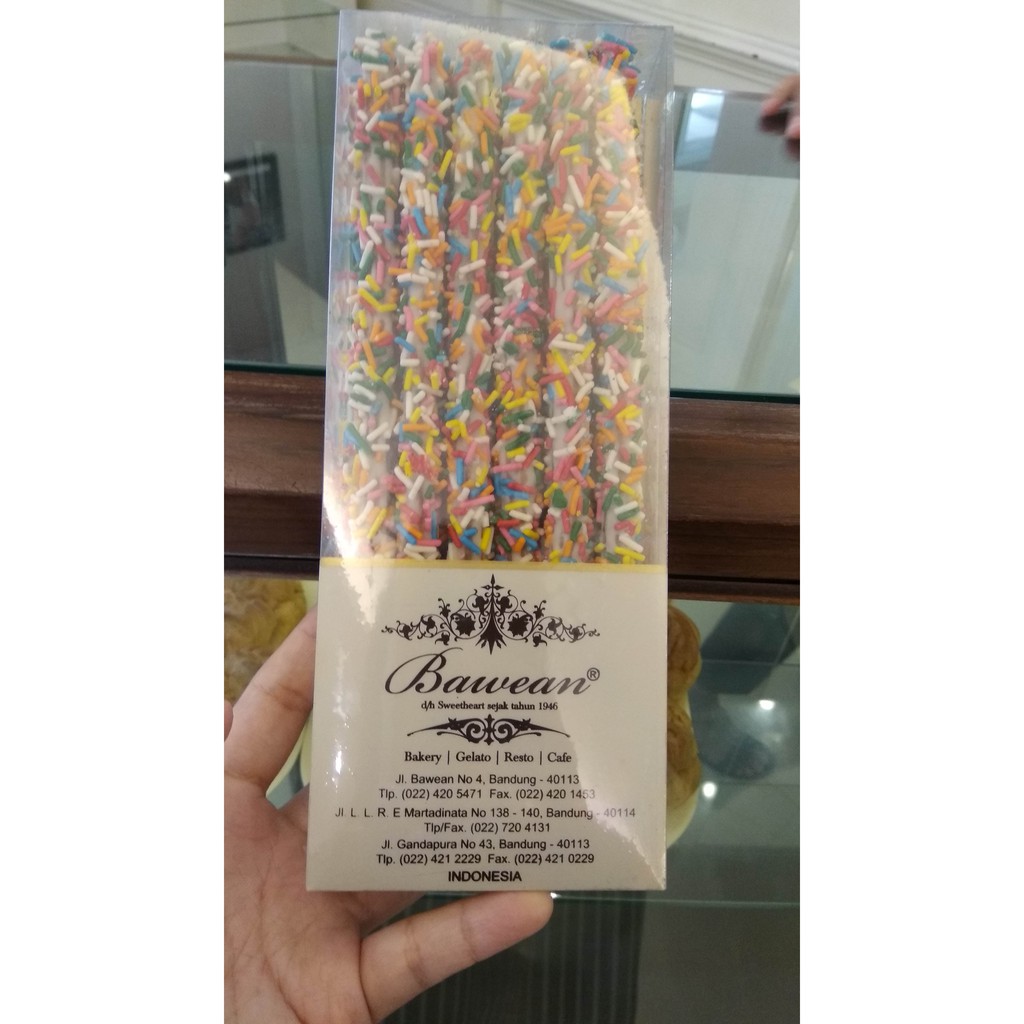 Bawean®
d/h Sweetheart sejak tahun 1946
Bakery | Gelato | Resto | Cafe
Jl. Bawean No 4, Bandung - 40113
Tlp. (022) 420 5471 Fax. (022) 420 1453
Jl. L. L. R. E Martadinata No 138 - 140, Bandung - 40114
Tlp/Fax. (022) 720 4131
Jl. Gandapura No 43, Bandung - 40113
Tlp. (022) 421 2229 Fax. (022) 421 0229
INDONESIA